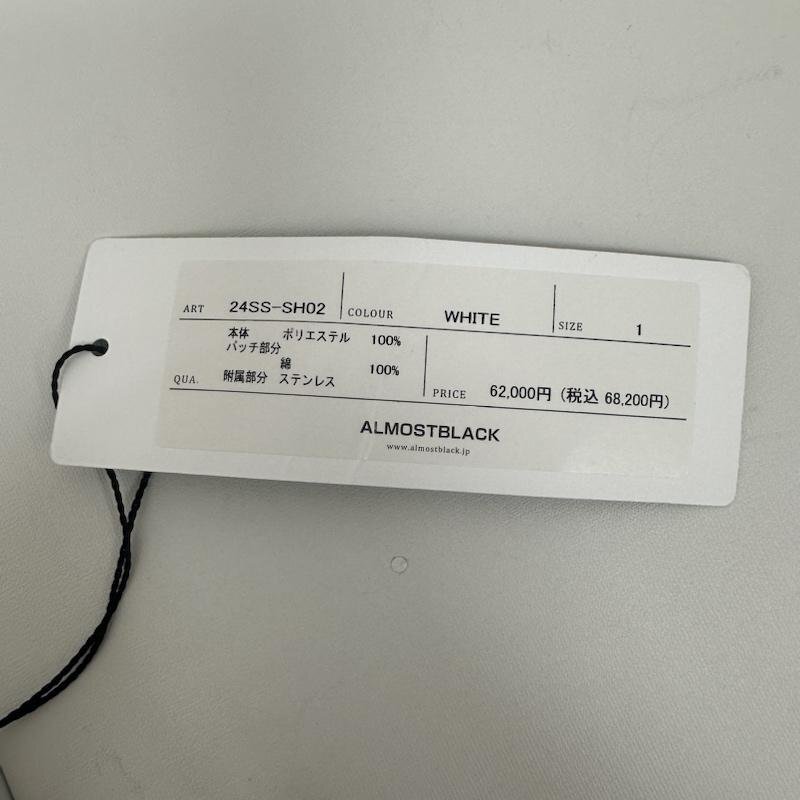 ART 24SS-SH02 COLOUR WHITE SIZE 1
本体 ポリエステル 100%
パッチ部分
綿 100%
QUA. 附属部分 ステンレス
PRICE 62,000円 (税込 68,200円)
ALMOSTBLACK
www.almostblack.jp